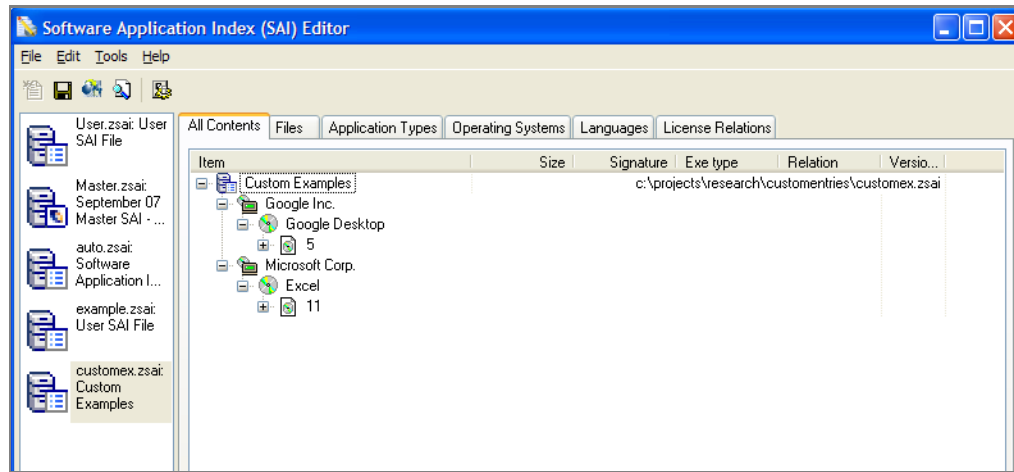 Software Application Index (SAI) Editor
File Edit Tools Help
User.zsai: User
SAI File
Master.zsai:
September 07
Master SAI - ...
auto.zsai:
Software
Application I...
example.zsai:
User SAI File
customex.zsai:
Custom
Examples
All Contents Files Application Types Operating Systems Languages License Relations
Item Size Signature Exe type Relation Versio...
Custom Examples c:\projects\research\customentries\customex.zsai
Google Inc.
Google Desktop
5
Microsoft Corp.
Excel
11